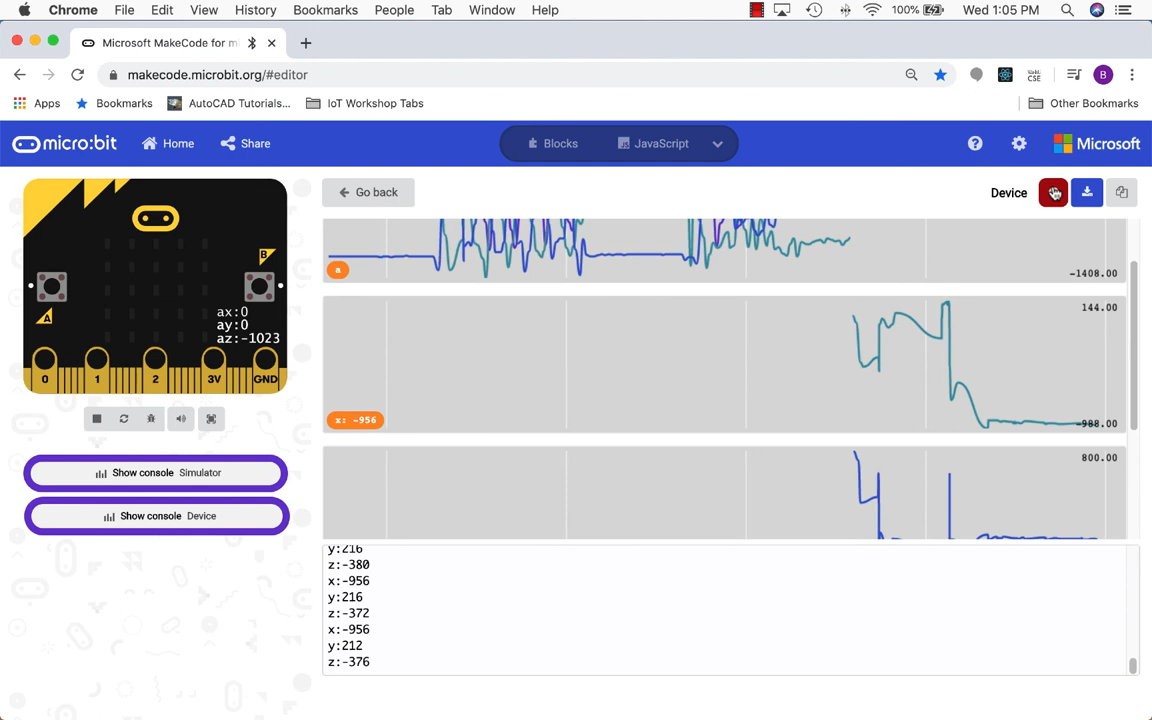 Chrome File Edit View History Bookmarks People Tab Window Help 100% Wed 1:05 PM
Microsoft MakeCode for m
makecode.microbit.org/#editor B
Apps Bookmarks AutoCAD Tutorials... IoT Workshop Tabs Other Bookmarks
micro:bit Home Share Blocks JavaScript Microsoft
Go back Device
B
A
ax:0
ay:0
az:-1023
0 1 2 3V GND
Show console Simulator
Show console Device
a
-1408.00
144.00
x: -956
-988.00
800.00
y:216
z:-380
x:-956
y:216
z:-372
x:-956
y:212
z:-376